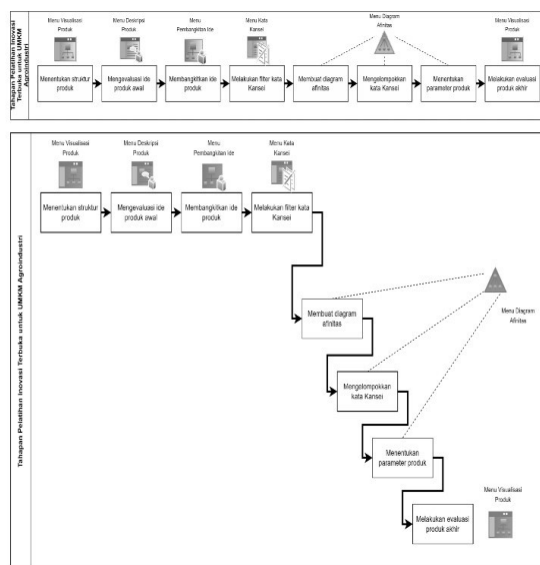 Tahapan Pelatihan Inovasi
Terbuka untuk UMKM
Agroindustri
Menu Visualisasi
Produk
Menu Deskripsi
Produk
Menu
Pembangkitan Ide
Menu Kata
Kansei
Menu Diagram
Afinitas
Menu Visualisasi
Produk
Menentukan struktur
produk
Mengevaluasi ide
produk awal
Membangkitkan ide
produk
Melakukan filter kata
Kansei
Membuat diagram
afinitas
Mengelompokkan
kata Kansei
Menentukan
parameter produk
Melakukan evaluasi
produk akhir
Tahapan Pelatihan Inovasi Terbuka untuk UMKM Agroindustri
Menu Visualisasi
Produk
Menu Deskripsi
Produk
Menu
Pembangkitan Ide
Menu Kata
Kansei
Menentukan struktur
produk
Mengevaluasi ide
produk awal
Membangkitkan ide
produk
Melakukan filter kata
Kansei
Membuat diagram
afinitas
Menu Diagram
Afinitas
Mengelompokkan
kata Kansei
Menentukan
parameter produk
Menu Visualisasi
Produk
Melakukan evaluasi
produk akhir